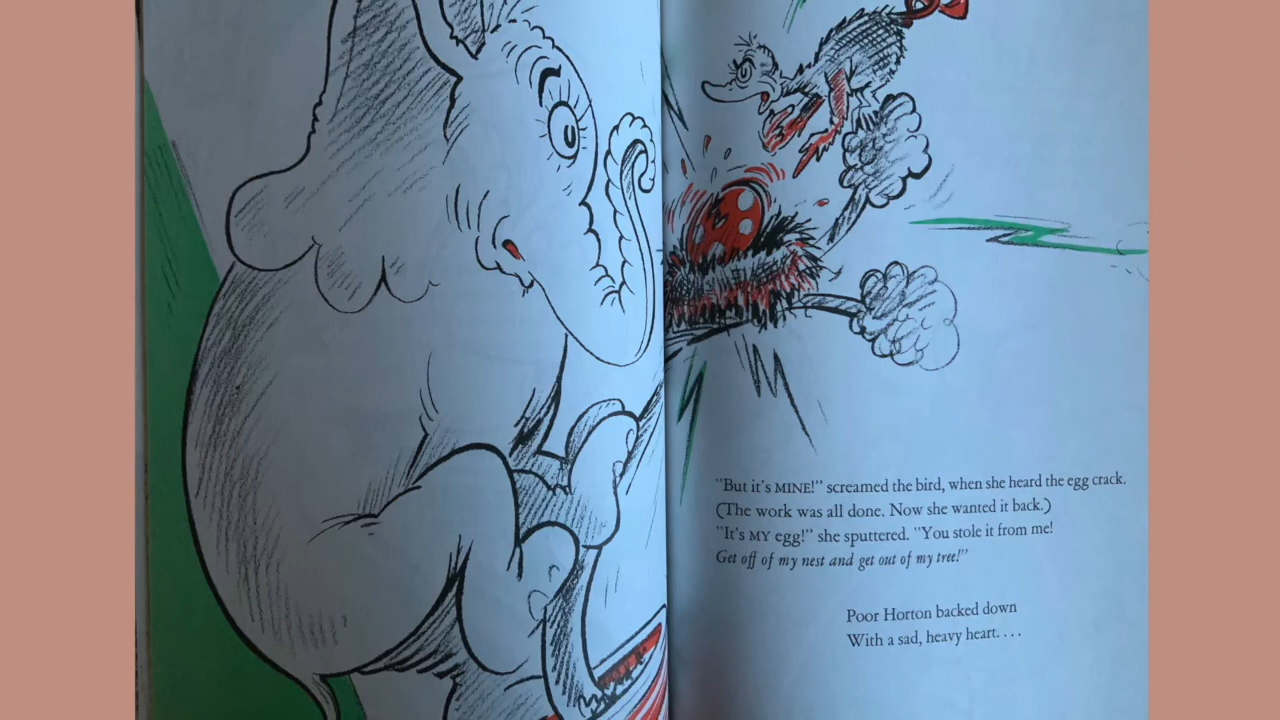 "But it's MINE!" screamed the bird, when she heard the egg crack.
(The work was all done. Now she wanted it back.)
"It's MY egg!" she sputtered. "You stole it from me!
Get off of my nest and get out of my tree!"
Poor Horton backed down
With a sad, heavy heart. . . .